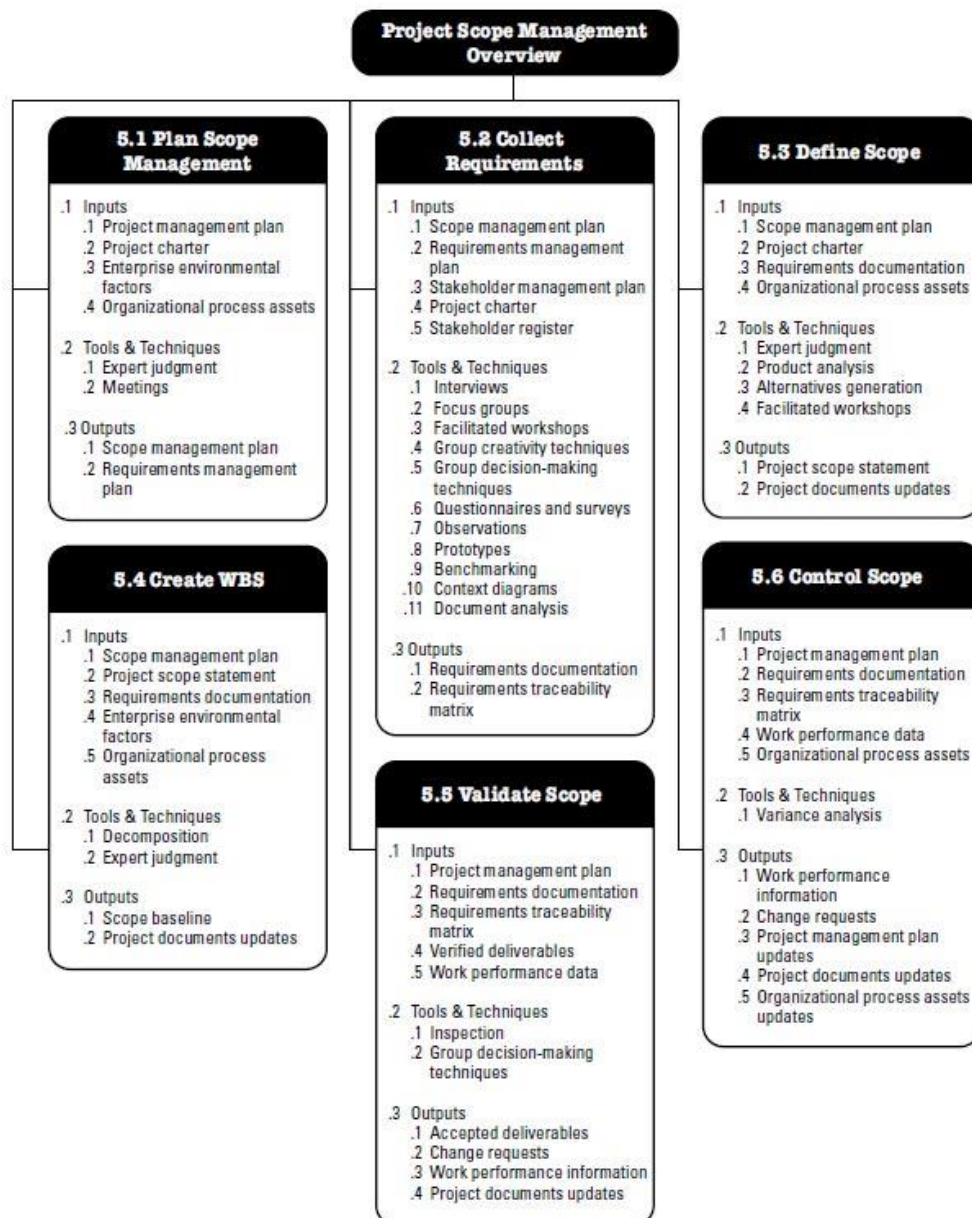 Project Scope Management
Overview
5.1 Plan Scope
Management
.1 Inputs
.1 Project management plan
.2 Project charter
.3 Enterprise environmental
factors
.4 Organizational process assets
.2 Tools & Techniques
.1 Expert judgment
.2 Meetings
.3 Outputs
.1 Scope management plan
.2 Requirements management
plan
5.2 Collect
Requirements
.1 Inputs
.1 Scope management plan
.2 Requirements management
plan
.3 Stakeholder management plan
.4 Project charter
.5 Stakeholder register
.2 Tools & Techniques
.1 Interviews
.2 Focus groups
.3 Facilitated workshops
.4 Group creativity techniques
.5 Group decision-making
techniques
.6 Questionnaires and surveys
.7 Observations
.8 Prototypes
.9 Benchmarking
.10 Context diagrams
.11 Document analysis
.3 Outputs
.1 Requirements documentation
.2 Requirements traceability
matrix
5.3 Define Scope
.1 Inputs
.1 Scope management plan
.2 Project charter
.3 Requirements documentation
.4 Organizational process assets
.2 Tools & Techniques
.1 Expert judgment
.2 Product analysis
.3 Alternatives generation
.4 Facilitated workshops
.3 Outputs
.1 Project scope statement
.2 Project documents updates
5.4 Create WBS
.1 Inputs
.1 Scope management plan
.2 Project scope statement
.3 Requirements documentation
.4 Enterprise environmental
factors
.5 Organizational process
assets
.2 Tools & Techniques
.1 Decomposition
.2 Expert judgment
.3 Outputs
.1 Scope baseline
.2 Project documents updates
5.5 Validate Scope
.1 Inputs
.1 Project management plan
.2 Requirements documentation
.3 Requirements traceability
matrix
.4 Verified deliverables
.5 Work performance data
.2 Tools & Techniques
.1 Inspection
.2 Group decision-making
techniques
.3 Outputs
.1 Accepted deliverables
.2 Change requests
.3 Work performance information
.4 Project documents updates
5.6 Control Scope
.1 Inputs
.1 Project management plan
.2 Requirements documentation
.3 Requirements traceability
matrix
.4 Work performance data
.5 Organizational process assets
.2 Tools & Techniques
.1 Variance analysis
.3 Outputs
.1 Work performance
information
.2 Change requests
.3 Project management plan
updates
.4 Project documents updates
.5 Organizational process assets
updates